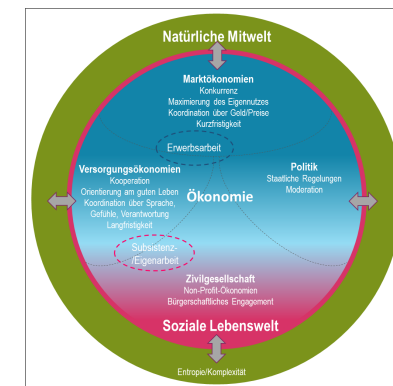 Natürliche Mitwelt
Marktökonomien
Konkurrenz
Maximierung des Eigennutzes
Koordination über Geld/Preise
Kurzfristigkeit
Erwerbsarbeit
Versorgungsökonomien
Kooperation
Orientierung am guten Leben
Koordination über Sprache,
Gefühle, Verantwortung
Langfristigkeit
Politik
Staatliche Regelungen
Moderation
Ökonomie
Subsistenz-
/Eigenarbeit
Zivilgesellschaft
Non-Profit-Ökonomien
Bürgerschaftliches Engagement
Soziale Lebenswelt
Entropie/Komplexität